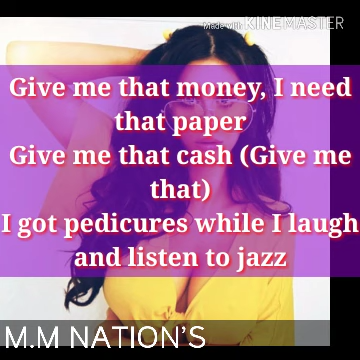 Made with KINEMASTER
Give me that money, I need
that paper
Give me that cash (Give me
that)
I got pedicures while I laugh
and listen to jazz
M.M NATION'S